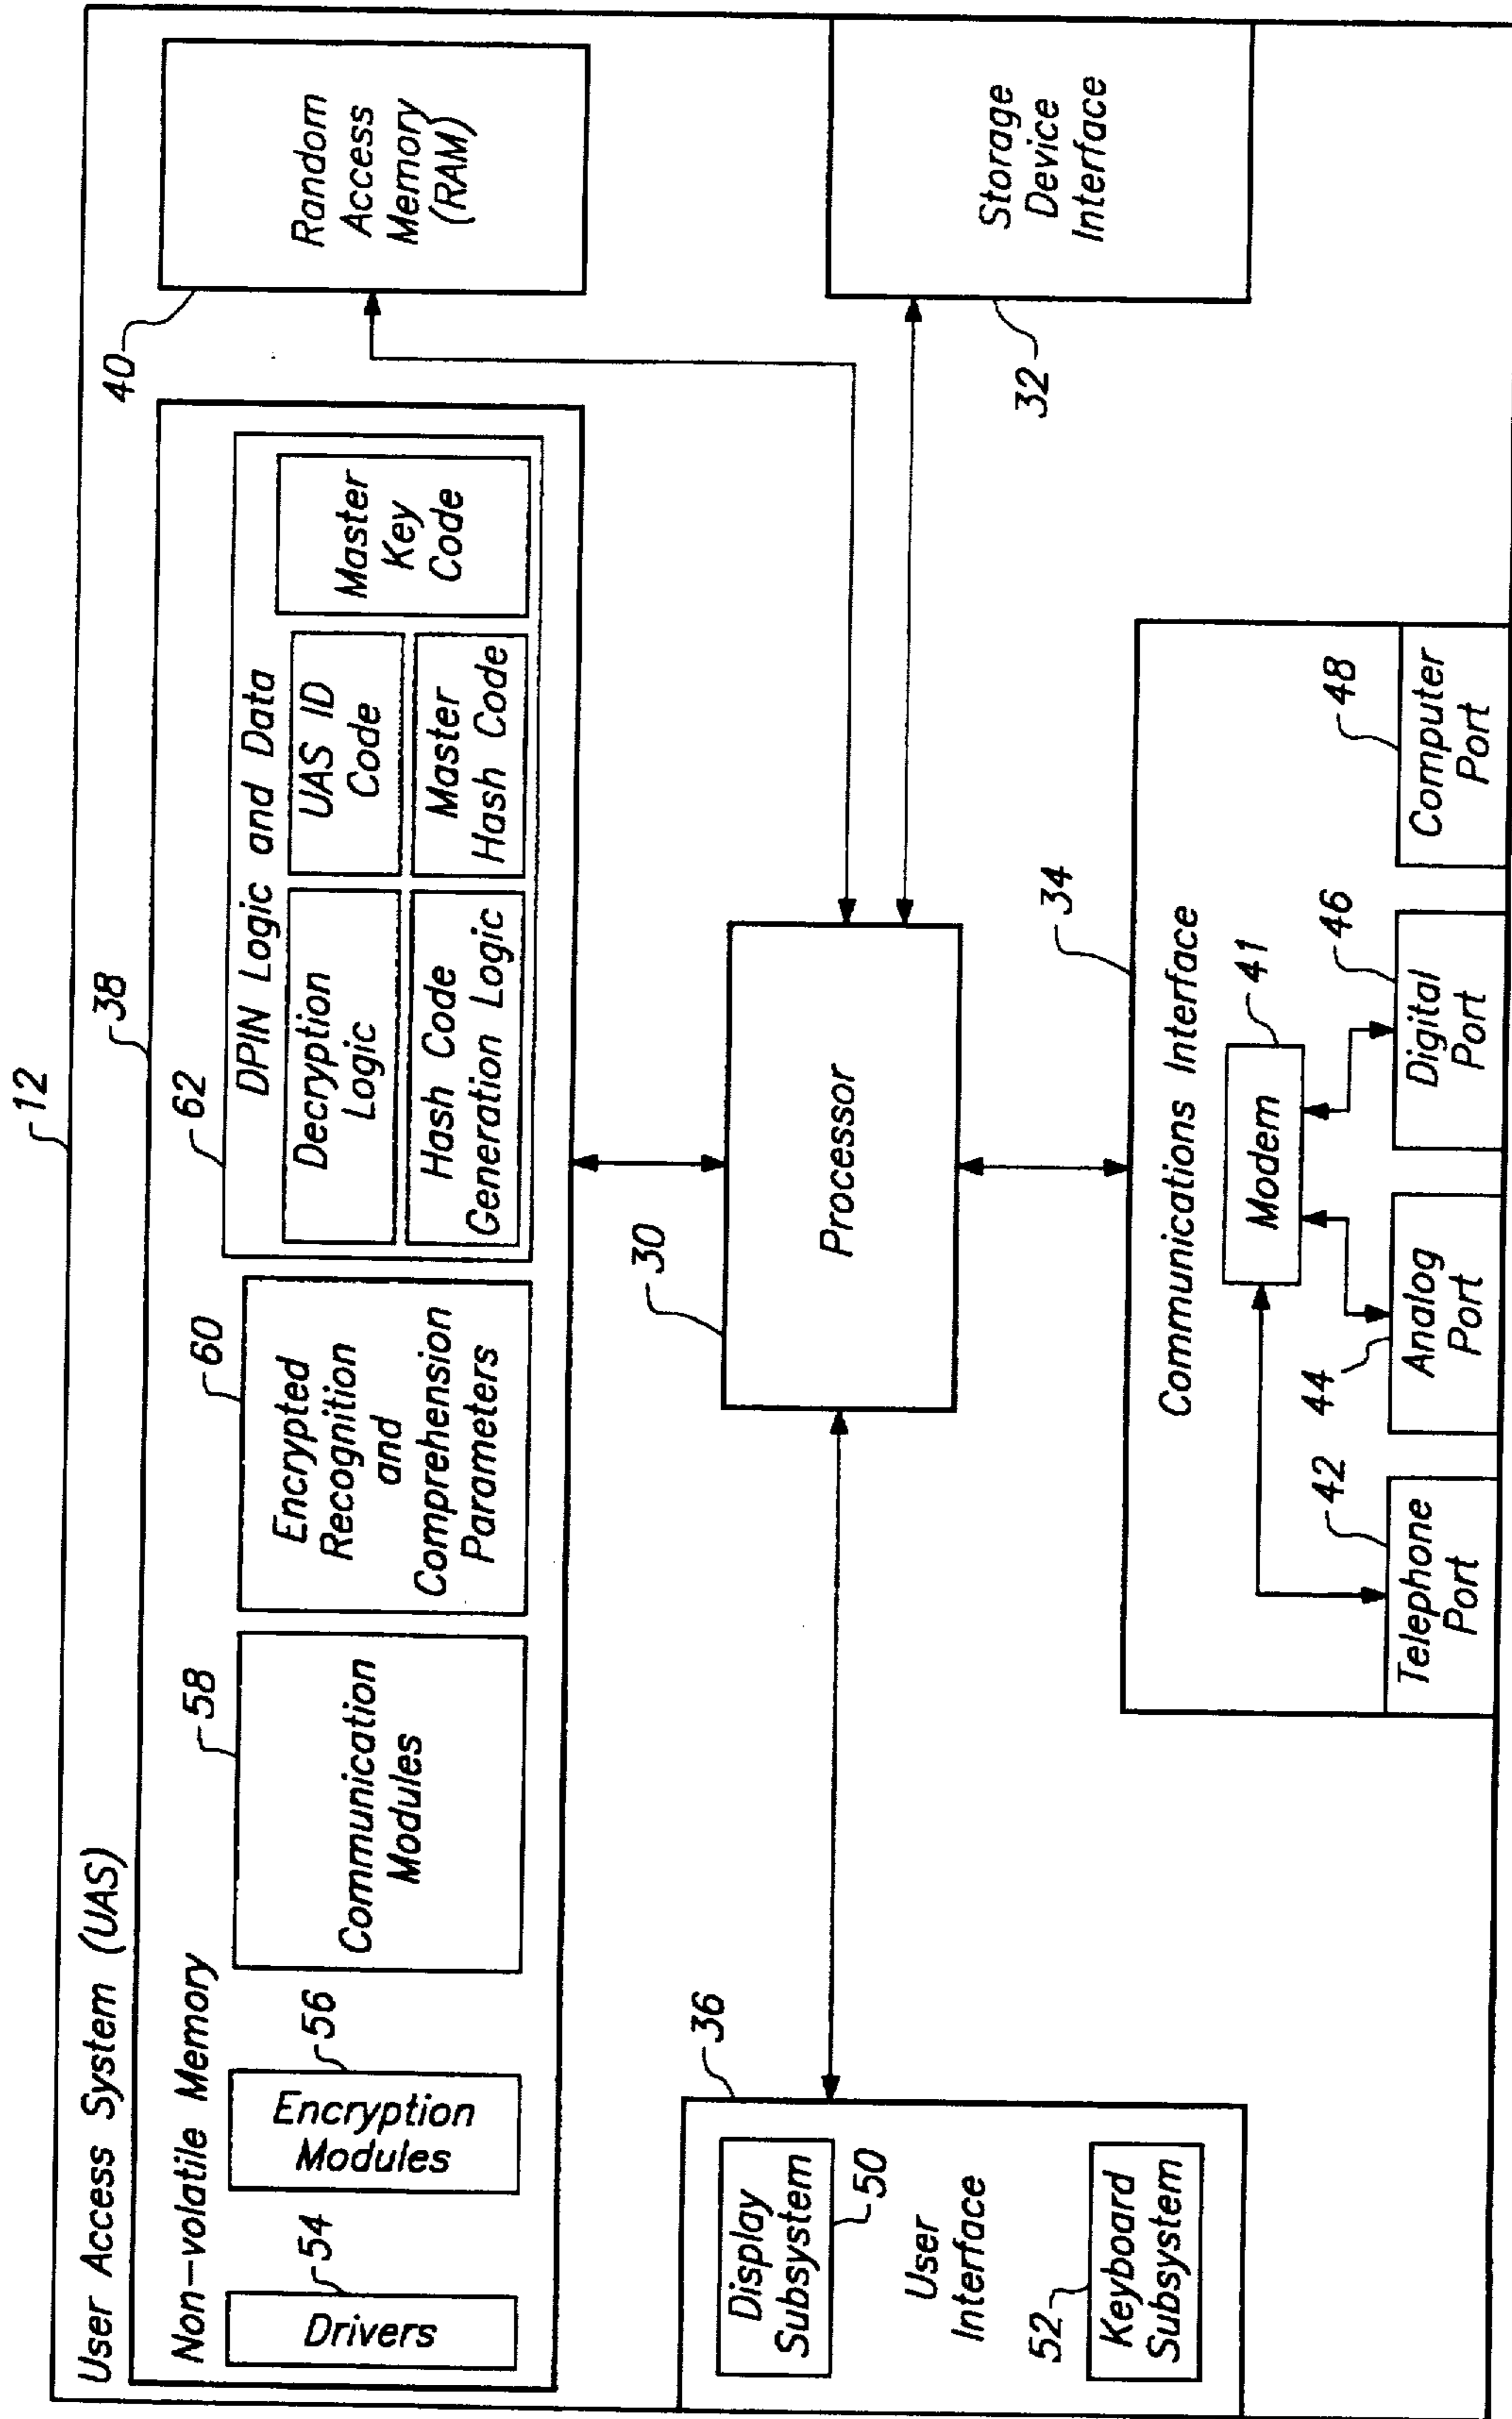 12
User Access System (UAS)
38
Non-volatile Memory
54
Drivers
56
Encryption
Modules
58
Communication
Modules
60
Encrypted
Recognition
and
Comprehension
Parameters
62
DPIN Logic and Data
Decryption
Logic
UAS ID
Code
Hash Code
Generation Logic
Master
Hash Code
Master
Key
Code
40
Random
Access
Memory
(RAM)
36
Display
Subsystem
50
User
Interface
52
Keyboard
Subsystem
30
Processor
32
Storage
Device
Interface
34
Communications Interface
41
Modem
42
Telephone
Port
44
Analog
Port
46
Digital
Port
48
Computer
Port